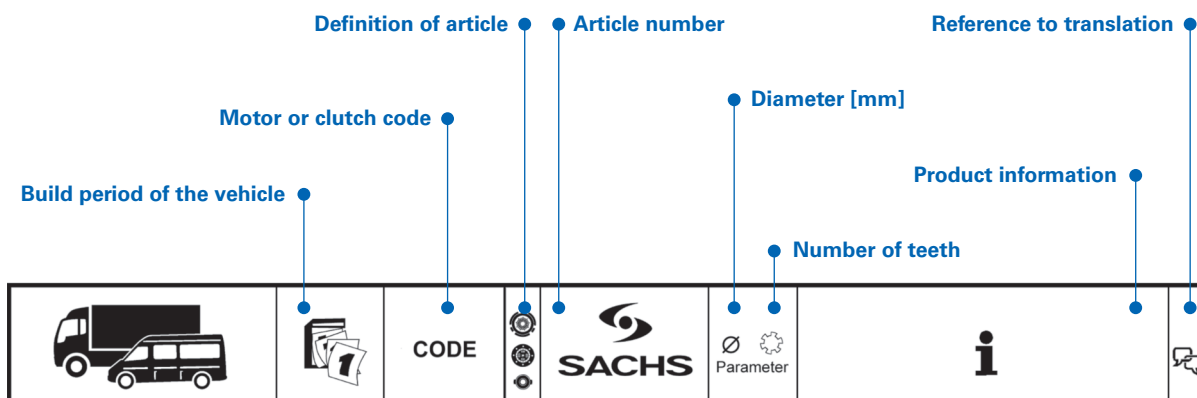 Definition of article
Article number
Reference to translation
Diameter [mm]
Motor or clutch code
Product information
Build period of the vehicle
Number of teeth
1
CODE
SACHS
Ø
Parameter
i